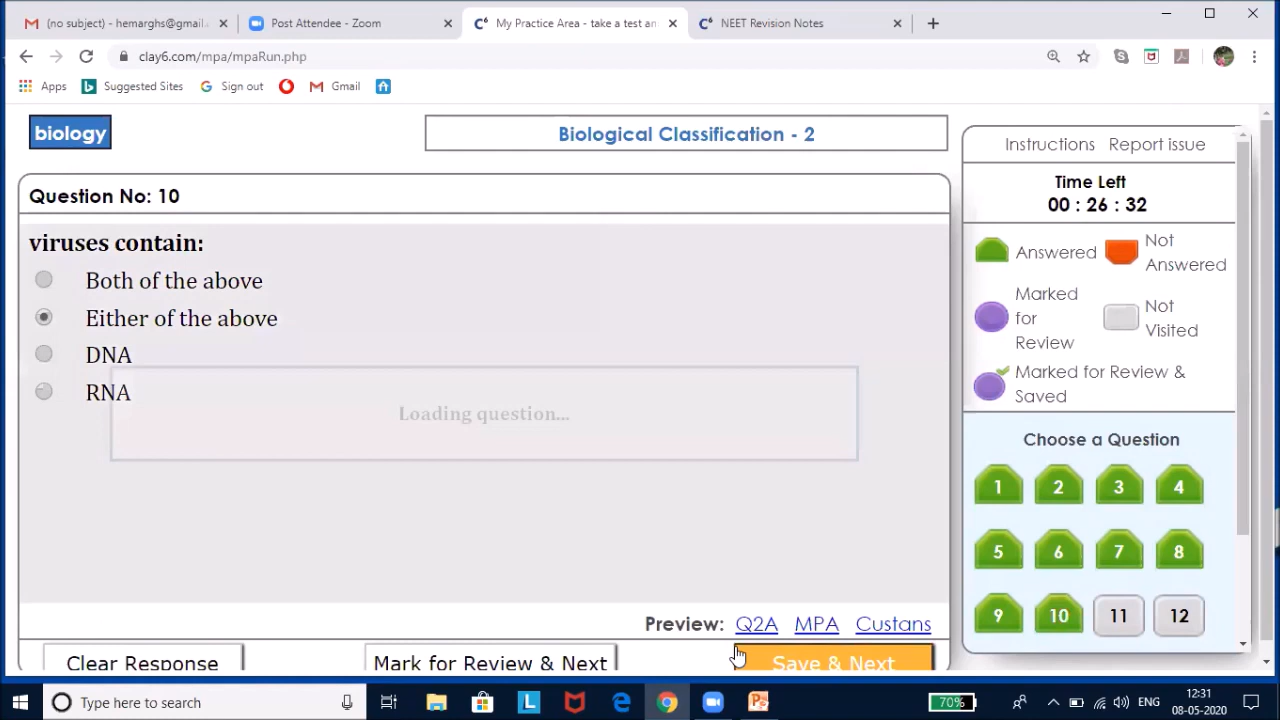 (no subject) - hemarghs@gmail.
Post Attendee - Zoom
My Practice Area - take a test an
NEET Revision Notes
clay6.com/mpa/mpaRun.php
Apps
Suggested Sites
Sign out
Gmail
biology
Biological Classification - 2
Instructions Report issue
Time Left
00 : 26 : 32
Question No: 10
viruses contain:
Both of the above
Either of the above
DNA
RNA
Loading question...
Answered
Not
Answered
Marked
for
Review
Not
Visited
Marked for Review &
Saved
Choose a Question
1 2 3 4
5 6 7 8
9 10 11 12
Preview: Q2A MPA Custans
Clear Response
Mark for Review & Next
Save & Next
Type here to search
70%
ENG
12:31
08-05-2020